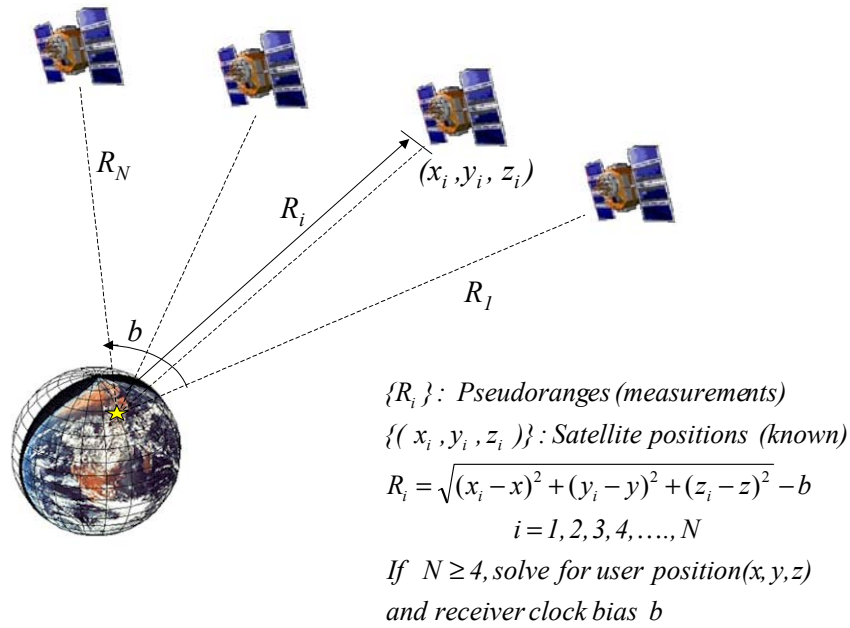 R_N
(x_i, y_i, z_i)
R_i
R_1
b
{R_i}: Pseudoranges (measurements)
{( x_i, y_i, z_i )}: Satellite positions (known)
R_i = √((x_i − x)² + (y_i − y)² + (z_i − z)²) − b
i = 1, 2, 3, 4, …., N
If N ≥ 4, solve for user position(x, y, z)
and receiver clock bias b